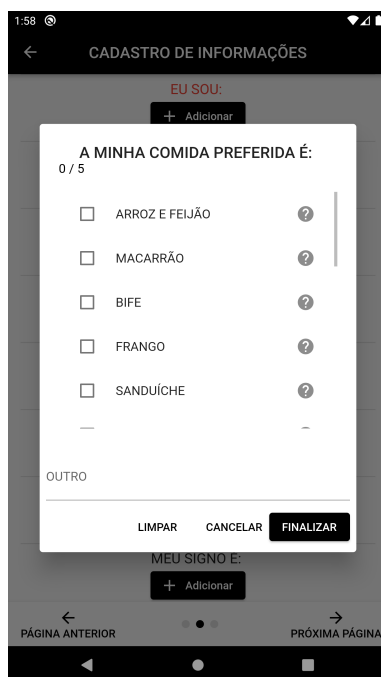 1:58
CADASTRO DE INFORMAÇÕES
EU SOU:
+ Adicionar
A MINHA COMIDA PREFERIDA É:
0 / 5
ARROZ E FEIJÃO
MACARRÃO
BIFE
FRANGO
SANDUÍCHE
OUTRO
LIMPAR CANCELAR FINALIZAR
MEU SIGNO É:
+ Adicionar
PÁGINA ANTERIOR PRÓXIMA PÁGINA